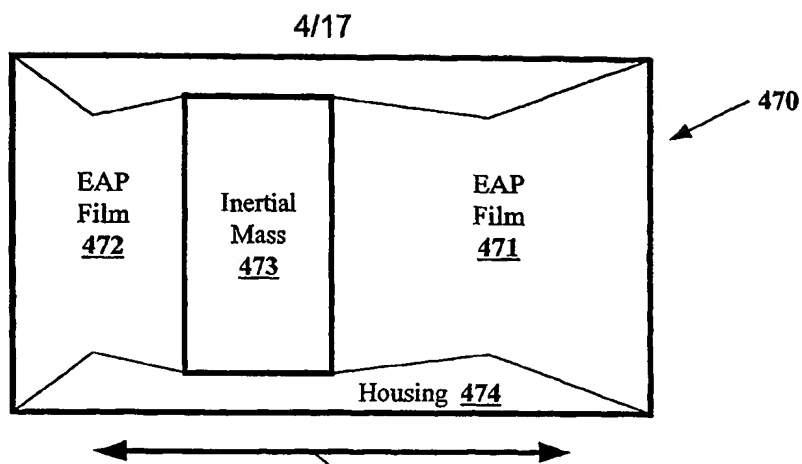 4/17
470
EAP
Film
472
Inertial
Mass
473
EAP
Film
471
Housing 474